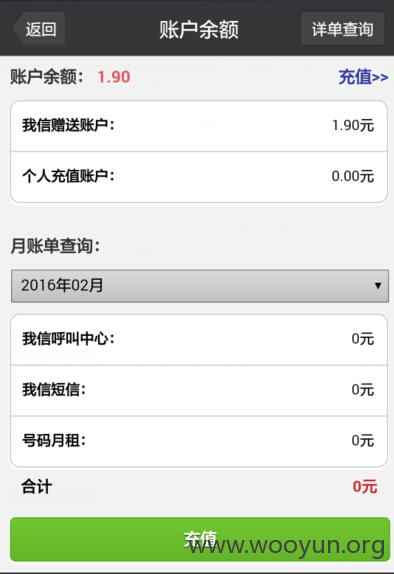 返回 账户余额 详单查询
账户余额： 1.90 充值>>
我信赠送账户： 1.90元
个人充值账户： 0.00元
月账单查询：
2016年02月
我信呼叫中心： 0元
我信短信： 0元
号码月租： 0元
合计 0元
充值
www.wooyun.org